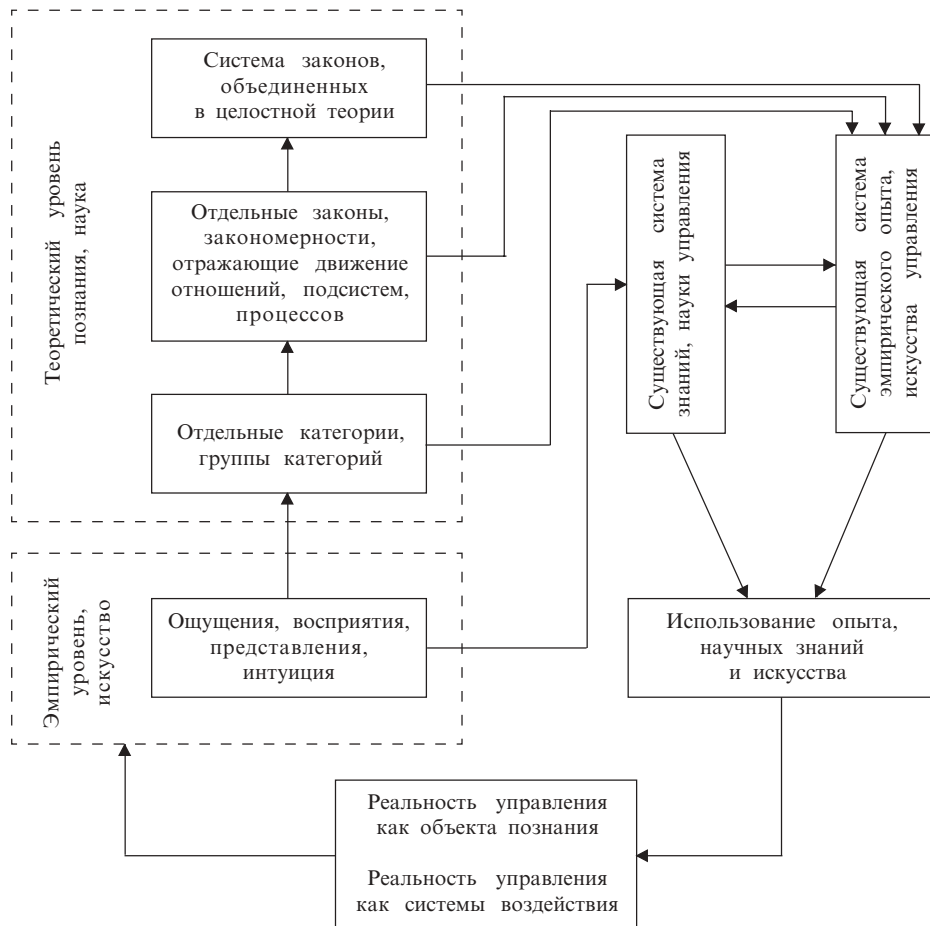 Теоретический уровень
познания, наука
Система законов,
объединенных
в целостной теории
Отдельные законы,
закономерности,
отражающие движение
отношений, подсистем,
процессов
Отдельные категории,
группы категорий
Эмпирический
уровень,
искусство
Ощущения, восприятия,
представления,
интуиция
Существующая система
знаний, науки управления
Существующая система
эмпирического опыта,
искусства управления
Использование опыта,
научных знаний
и искусства
Реальность управления
как объекта познания
Реальность управления
как системы воздействия